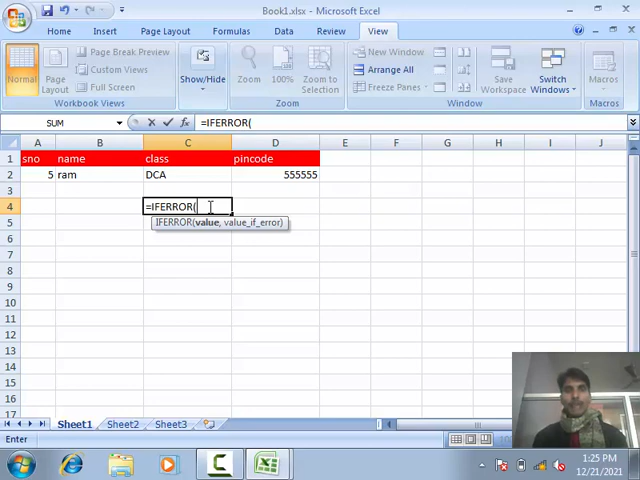 Book1.xlsx - Microsoft Excel
Home Insert Page Layout Formulas Data Review View
Normal
Page Layout
Page Break Preview
Custom Views
Full Screen
Workbook Views
Show/Hide
Zoom
100%
Zoom to Selection
Zoom
New Window
Arrange All
Freeze Panes
Save Workspace
Switch Windows
Window
Macros
Macros
SUM
=IFERROR(
A B C D E F G H I J
1 sno name class pincode
2 5 ram DCA 555555
3
4 =IFERROR(
5 IFERROR(value, value_if_error)
6
7
8
9
10
11
12
13
14
15
16
17
Sheet1 Sheet2 Sheet3
Enter
1:25 PM
12/21/2021